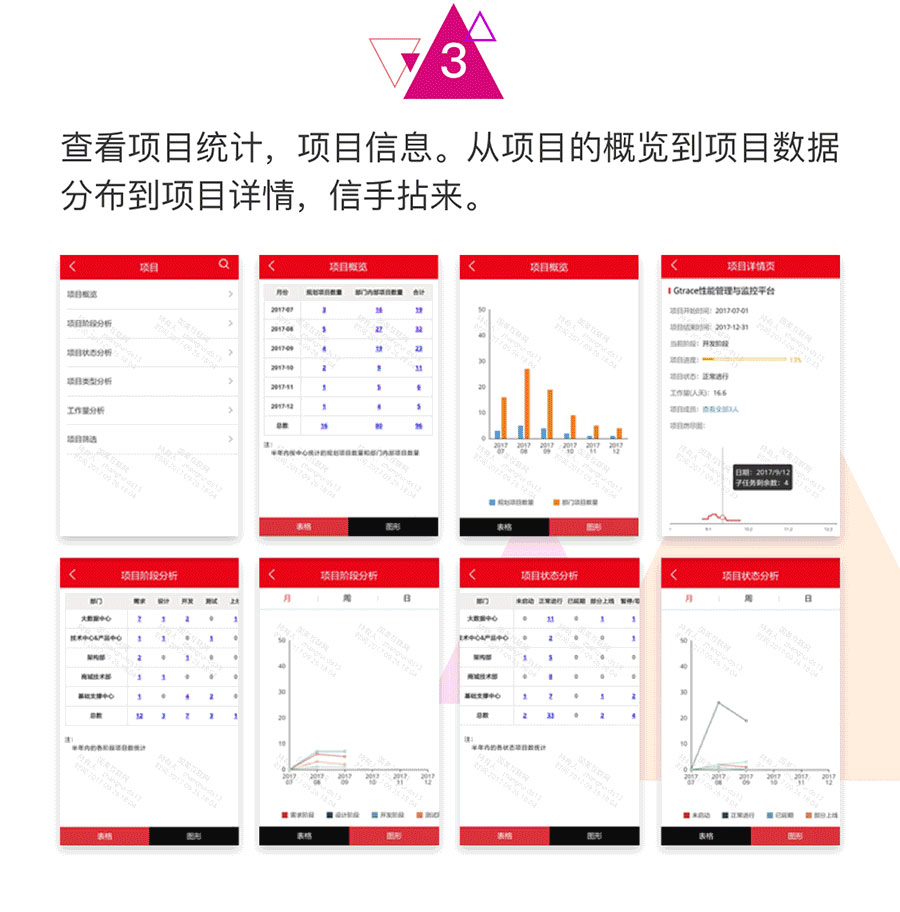 3
查看项目统计，项目信息。从项目的概览到项目数据
分布到项目详情，信手拈来。
项目
项目概览
项目阶段分析
项目状态分析
项目类型分析
工作量分析
项目筛选
项目概览
月份 规划项目数量 部门内部项目数量 合计
2017-07 3 16 19
2017-08 5 27 32
2017-09 4 19 23
2017-10 2 9 11
2017-11 1 5 6
2017-12 1 4 5
总数 16 80 96
注:
半年内按中心统计的规划项目数量和部门内部项目数量
表格 图形
项目概览
50
40
30
20
10
0
2017 2017 2017 2017 2017 2017
07 08 09 10 11 12
规划项目数量 部门项目数量
表格 图形
项目详情页
Gtrace性能管理与监控平台
项目开始时间：2017-07-01
项目结束时间：2017-12-31
当前阶段：开发阶段
项目进度：
13%
项目状态：正常进行
工作量(人天)：16.6
项目成员：查看全部3人
项目燃尽图：
日期：2017/9/12
子任务剩余数：4
项目阶段分析
部门 需求 设计 开发 测试 上线
大数据中心 7 1 2 0 1
技术中心&产品中心 1 1 0 1 0
架构部 2 0 1 0 0
商城技术部 1 1 0 0 0
基础支撑中心 1 0 4 2 0
总数 12 3 7 3 1
注:
半年内的各阶段项目数统计
表格 图形
项目阶段分析
月 周 日
50
40
30
20
10
0
2017 2017 2017 2017 2017 2017
07 08 09 10 11 12
需求阶段 设计阶段 开发阶段 测试阶
表格 图形
项目状态分析
部门 未启动 正常进行 已延期 部分上线 暂停/
大数据中心 0 11 0 1 1
技术中心&产品中心 0 2 0 0 1
架构部 1 5 0 0 0
商城技术部 0 8 0 0 0
基础支撑中心 1 7 0 1 2
总数 2 33 0 2 4
注:
半年内的各状态项目数统计
表格 图形
项目状态分析
月 周 日
50
40
30
20
10
0
2017 2017 2017 2017 2017 2017
07 08 09 10 11 12
未启动 正常进行 已延期 部分上线
表格 图形